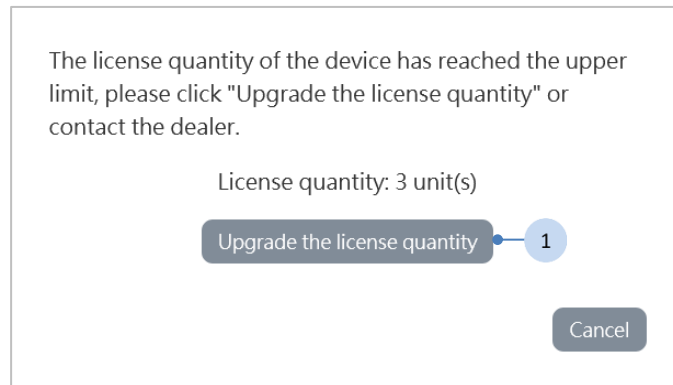 The license quantity of the device has reached the upper
limit, please click "Upgrade the license quantity" or
contact the dealer.
License quantity: 3 unit(s)
Upgrade the license quantity
1
Cancel